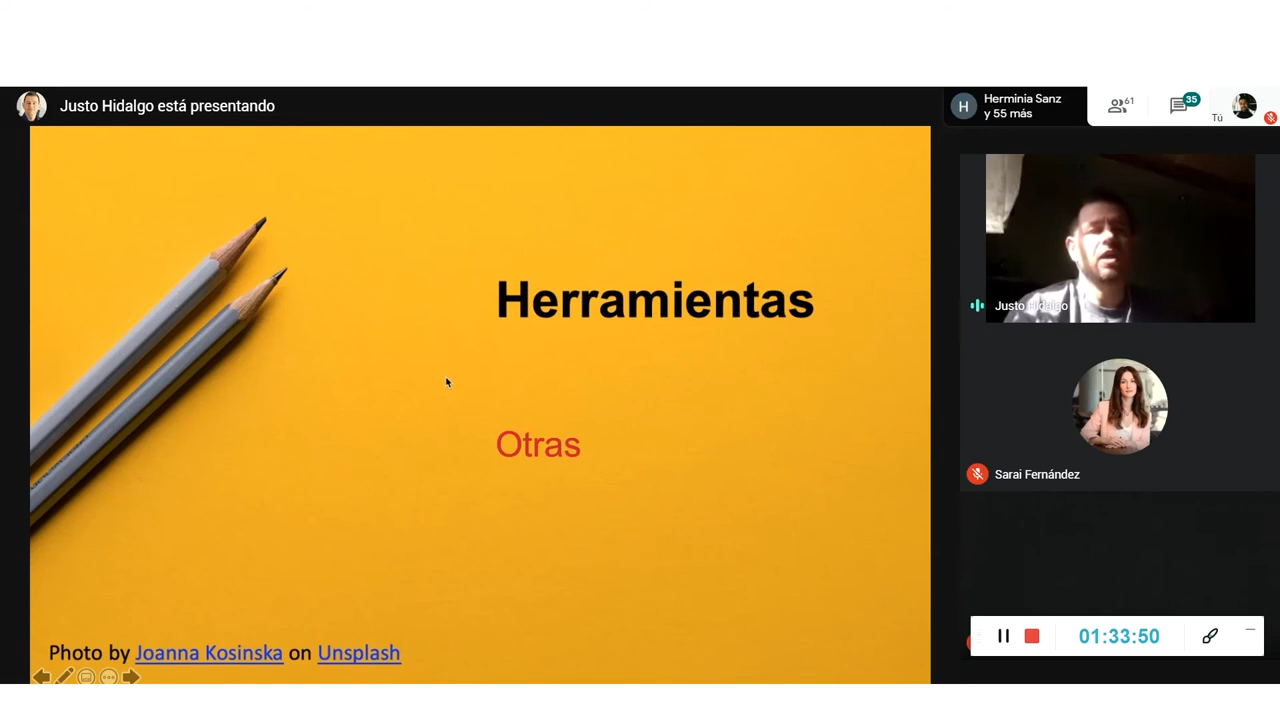 Justo Hidalgo está presentando
H
Herminia Sanz
y 55 más
61
35
Tú
Herramientas
Otras
Photo by Joanna Kosinska on Unsplash
Justo Hidalgo
Sarai Fernández
01:33:50